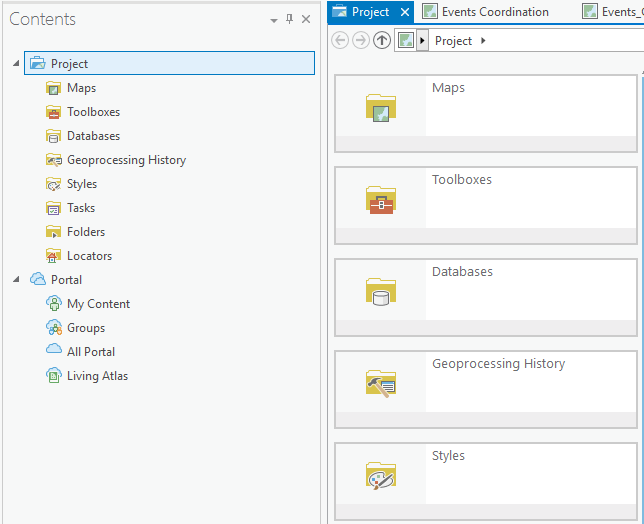 Contents
Project
Maps
Toolboxes
Databases
Geoprocessing History
Styles
Tasks
Folders
Locators
Portal
My Content
Groups
All Portal
Living Atlas
Project
Events Coordination
Events_
Project
Maps
Toolboxes
Databases
Geoprocessing History
Styles